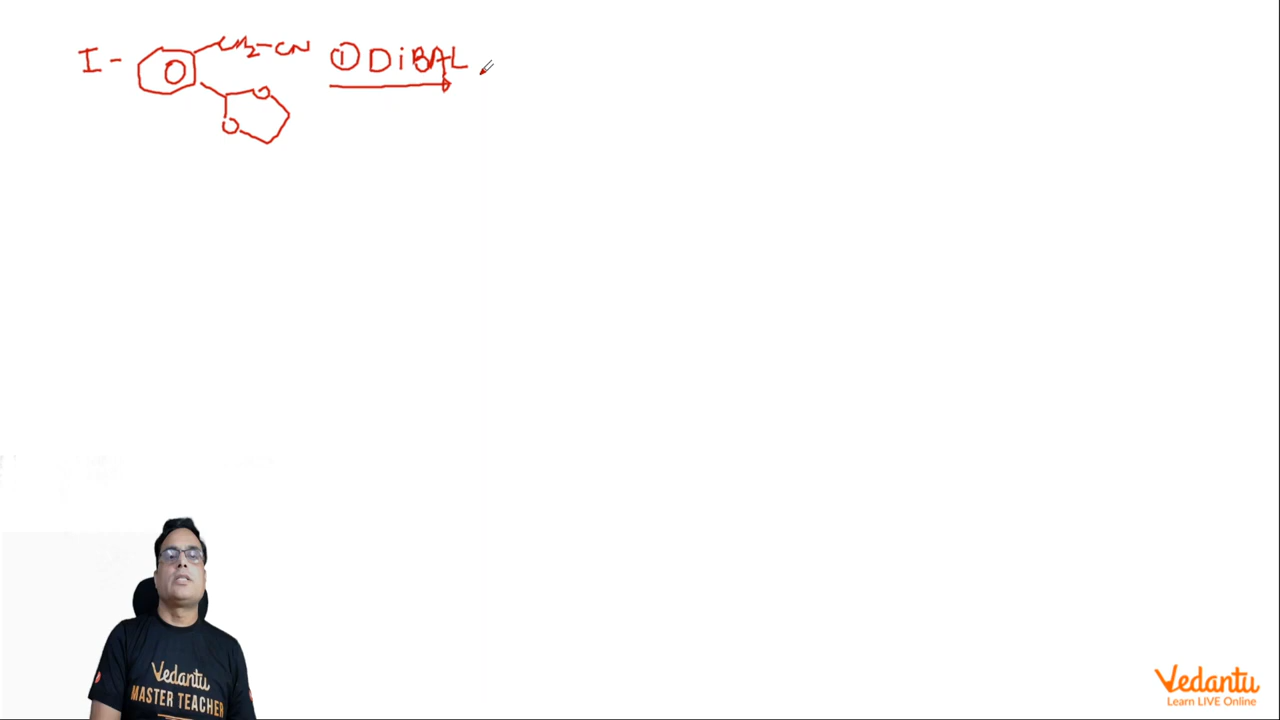 I - CH2-CN ① DiBAL
O O
O
Vedantu
MASTER TEACHER
Vedantu
Learn LIVE Online